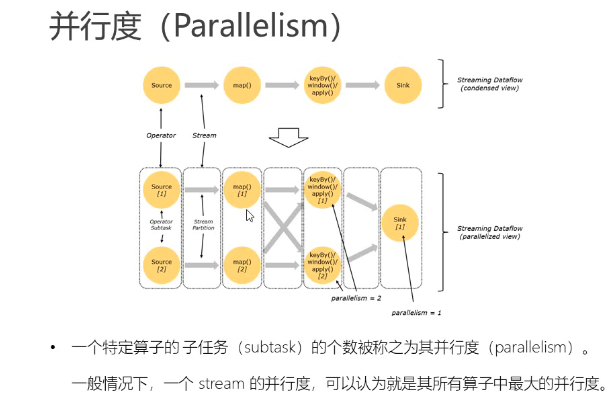 并行度（Parallelism）
Source
map()
keyBy()/
window()/
apply()
Sink
Streaming Dataflow
(condensed view)
Operator
Stream
Source
[1]
map()
[1]
keyBy()/
window()/
apply()
[1]
Operator
Subtask
Stream
Partition
Sink
[1]
Streaming Dataflow
(parallelized view)
Source
[2]
map()
[2]
keyBy()/
window()/
apply()
[2]
parallelism = 2
parallelism = 1
• 一个特定算子的 子任务（subtask）的个数被称之为其并行度（parallelism）。
一般情况下，一个 stream 的并行度，可以认为就是其所有算子中最大的并行度。